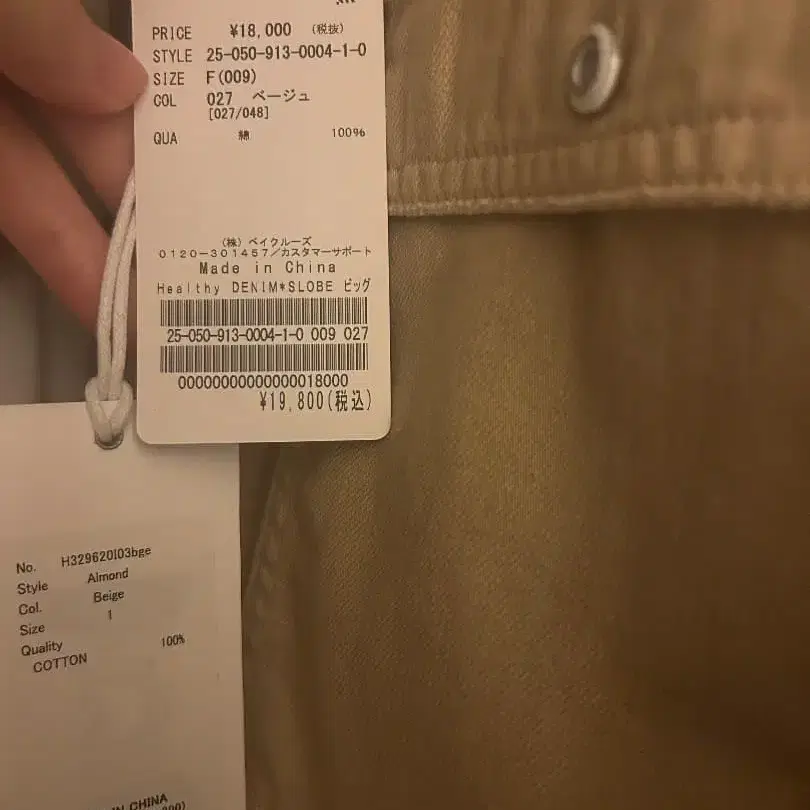 PRICE ¥18,000 (税抜)
STYLE 25-050-913-0004-1-0
SIZE F(009)
COL 027 ベージュ
[027/048]
QUA 綿 100%
(株) ベイクルーズ
0120-301457/カスタマーサポート
Made in China
Healthy DENIM*SLOBE ビッグ
25-050-913-0004-1-0 009 027
00000000000000018000
¥19,800(税込)
No. H329620103bge
Style Almond
Col. Beige
Size 1
Quality 100%
COTTON
IN CHINA